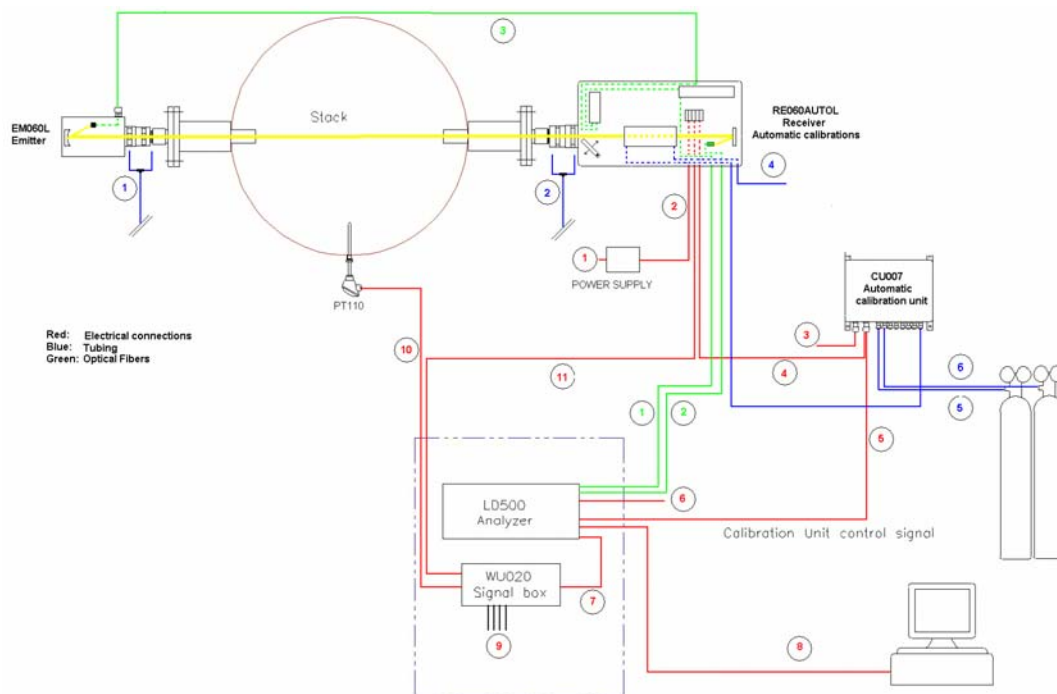 3
EM060L
Emitter
Stack
RE060AUTOL
Receiver
Automatic calibrations
1
2
4
2
1
POWER SUPPLY
PT110
CU007
Automatic
calibration unit
Red: Electrical connections
Blue: Tubing
Green: Optical Fibers
10
3
11
4
6
5
1
2
5
LD500
Analyzer
6
Calibration Unit control signal
WU020
Signal box
7
9
8